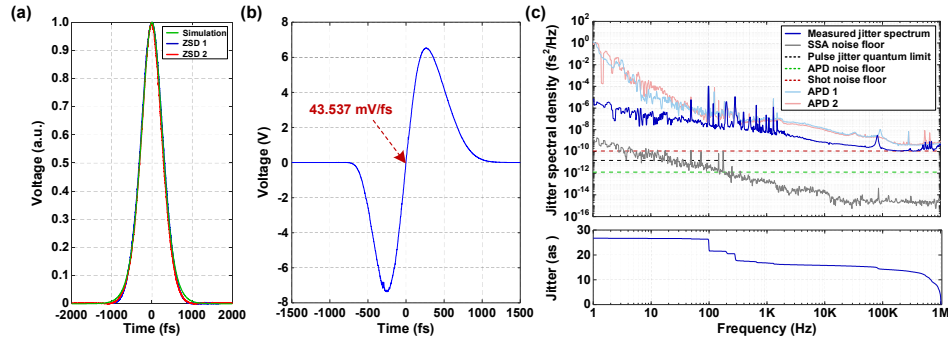 (a)
Voltage (a.u.)
1
0.9
0.8
0.7
0.6
0.5
0.4
0.3
0.2
0.1
0
-2000 -1000 0 1000 2000
Time (fs)
Simulation
ZSD 1
ZSD 2
(b)
Voltage (V)
8
6
4
2
0
2
4
6
8
-1500 -1000 -500 0 500 1000 1500
Time (fs)
43.537 mV/fs
(c)
Jitter spectral density (fs²/Hz)
10²
10⁰
10⁻²
10⁻⁴
10⁻⁶
10⁻⁸
10⁻¹⁰
10⁻¹²
10⁻¹⁴
10⁻¹⁶
Measured jitter spectrum
SSA noise floor
Pulse jitter quantum limit
APD noise floor
Shot noise floor
APD 1
APD 2
Jitter (as )
30
20
10
0
1 10 100 1K 10K 100K 1M
Frequency (Hz)